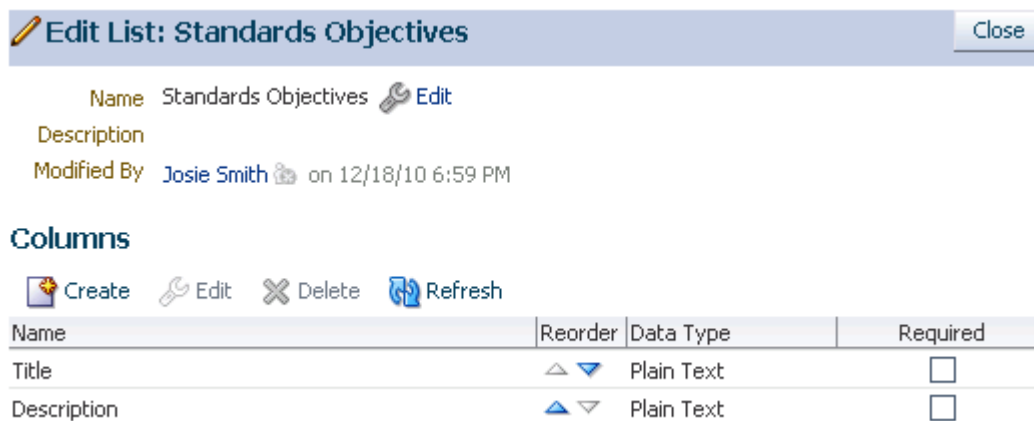 Edit List: Standards Objectives Close
Name Standards Objectives Edit
Description
Modified By Josie Smith on 12/18/10 6:59 PM
Columns
Create Edit Delete Refresh
Name Reorder Data Type Required
Title Plain Text
Description Plain Text